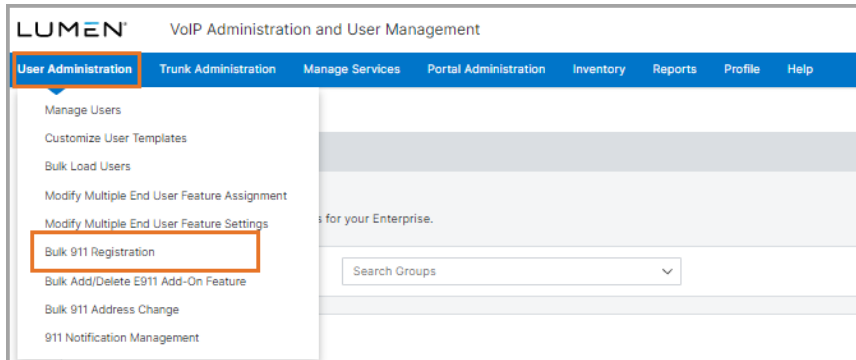 LUMEN® VoIP Administration and User Management
User Administration Trunk Administration Manage Services Portal Administration Inventory Reports Profile Help
Manage Users
Customize User Templates
Bulk Load Users
Modify Multiple End User Feature Assignment
Modify Multiple End User Feature Settings
s for your Enterprise.
Bulk 911 Registration
Search Groups
Bulk Add/Delete E911 Add-On Feature
Bulk 911 Address Change
911 Notification Management